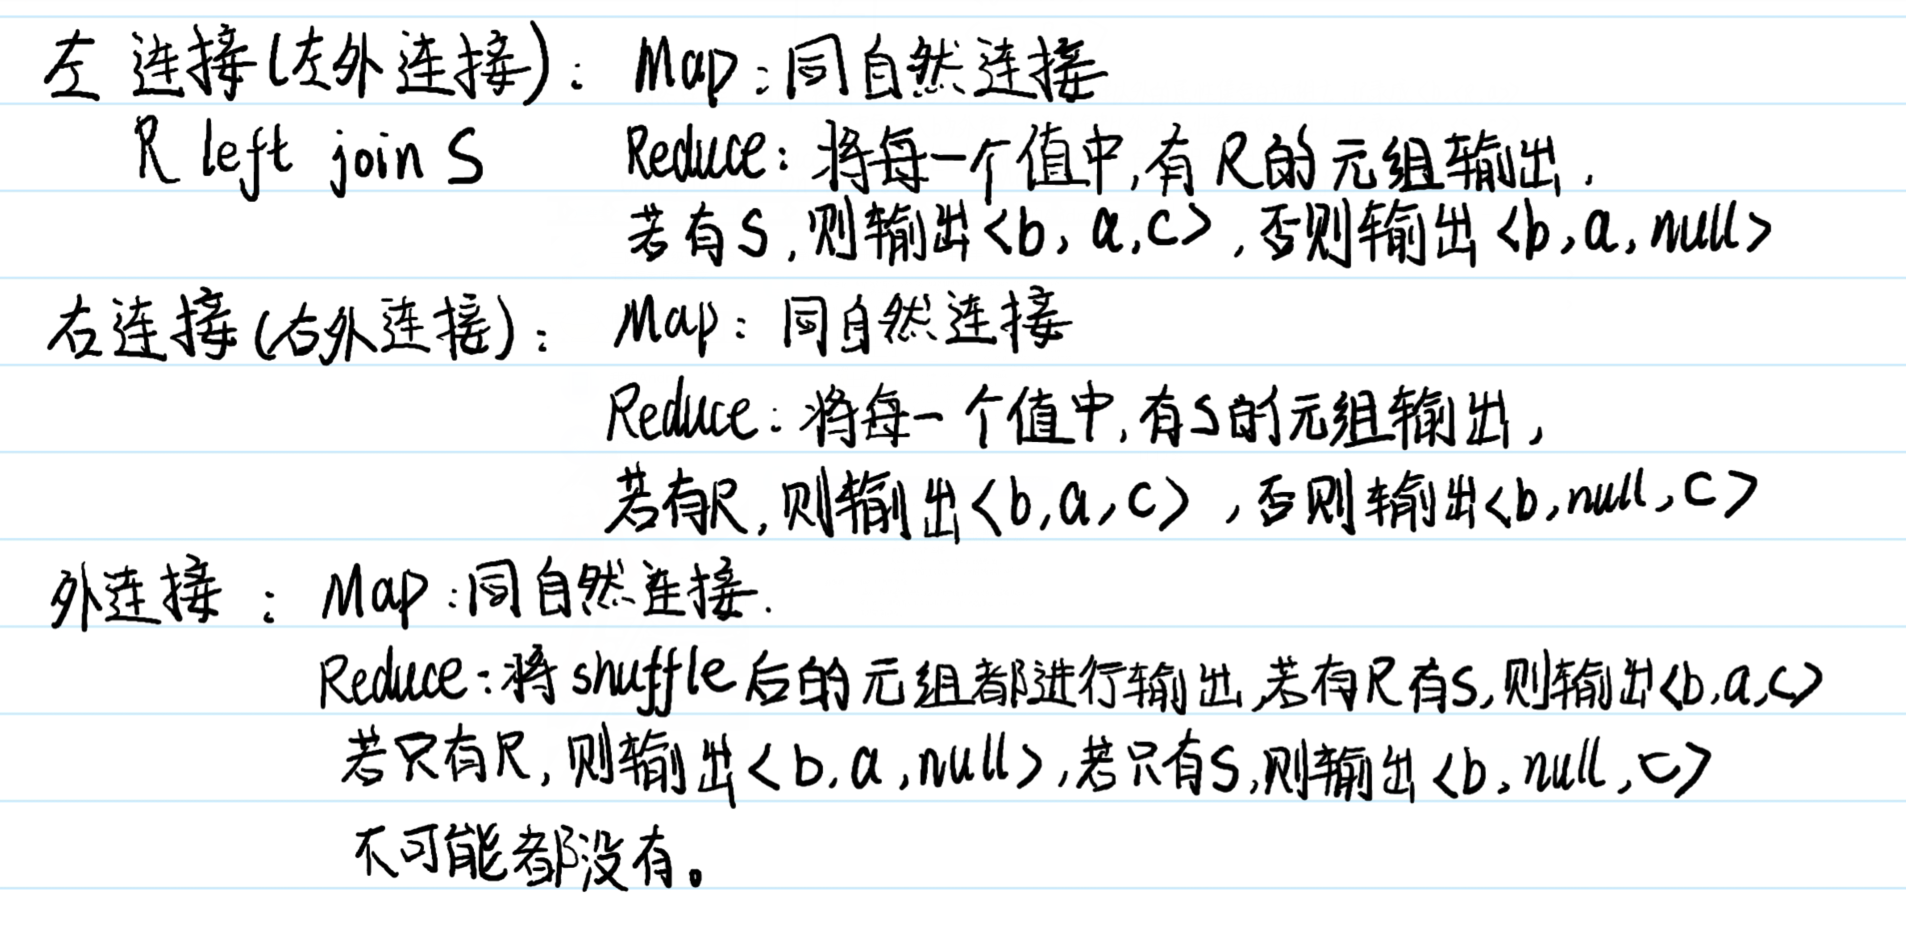 左连接(左外连接): Map:同自然连接
R left join S Reduce:将每一个值中,有R的元组输出.
若有S,则输出<b, a,c>,否则输出<b,a,null>
右连接(右外连接): Map:同自然连接
Reduce:将每一个值中,有S的元组输出,
若有R,则输出<b,a,c>,否则输出<b,null,c>
外连接: Map:同自然连接.
Reduce:将shuffle后的元组都进行输出,若有R有S,则输出<b,a,c>
若只有R,则输出<b,a,null>,若只有S,则输出<b,null,c>
不可能都没有。